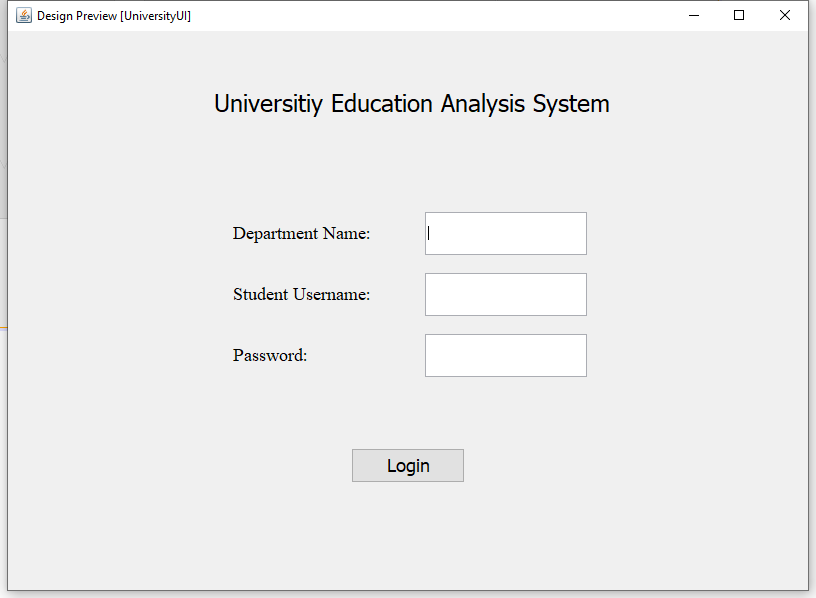 Design Preview [UniversityUI]
Universitiy Education Analysis System
Department Name:
Student Username:
Password:
Login